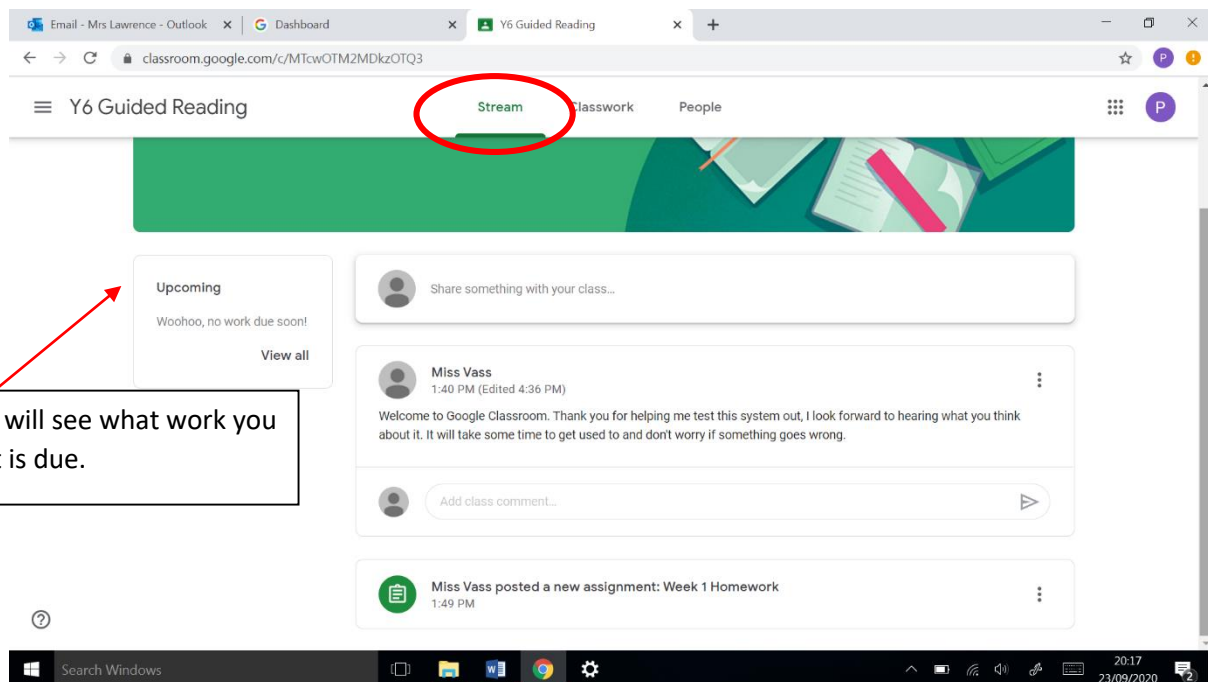 Email - Mrs Lawrence - Outlook
Dashboard
Y6 Guided Reading
classroom.google.com/c/MTcwOTM2MDkzOTQ3
P
Y6 Guided Reading
Stream
Classwork
People
P
Upcoming
Woohoo, no work due soon!
View all
Share something with your class...
Miss Vass
1:40 PM (Edited 4:36 PM)
Welcome to Google Classroom. Thank you for helping me test this system out, I look forward to hearing what you think
about it. It will take some time to get used to and don't worry if something goes wrong.
will see what work you
is due.
Add class comment...
Miss Vass posted a new assignment: Week 1 Homework
1:49 PM
Search Windows
20:17
23/09/2020
2